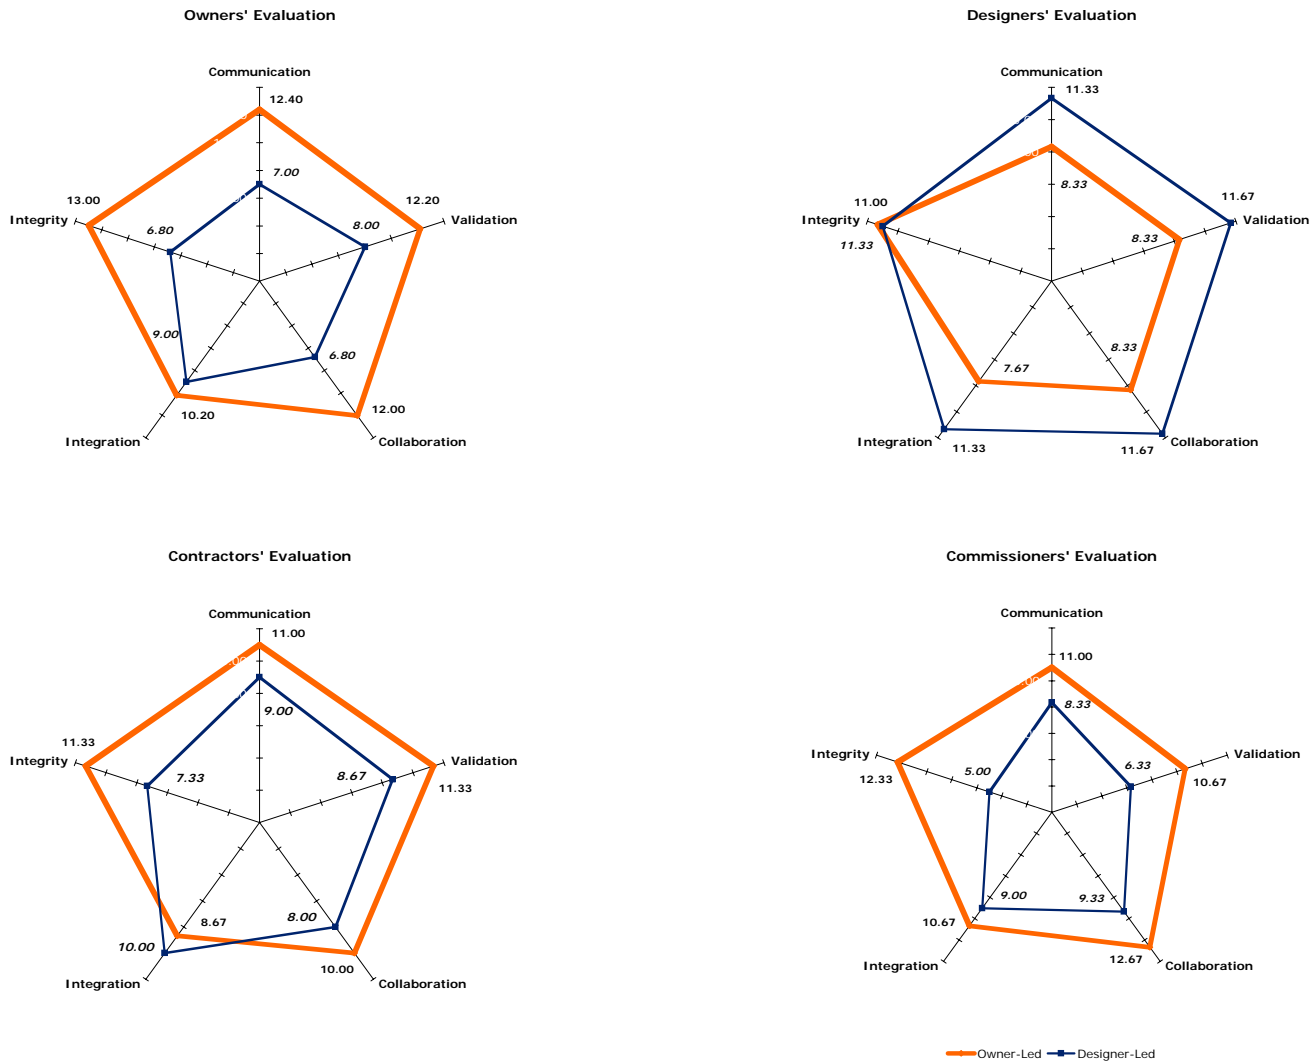 Owners' Evaluation
Communication
12.40
7.00
13.00
Integrity
6.80
8.00
12.20
Validation
9.00
6.80
10.20
12.00
Integration
Collaboration
Designers' Evaluation
Communication
11.33
8.33
11.00
Integrity
11.33
11.67
Validation
8.33
8.33
7.67
11.33
11.67
Integration
Collaboration
Contractors' Evaluation
Communication
11.00
9.00
11.33
Integrity
7.33
8.67
Validation
11.33
8.67
8.00
10.00
10.00
Integration
Collaboration
Commissioners' Evaluation
Communication
11.00
8.33
Integrity
12.33
5.00
6.33
Validation
10.67
9.00
9.33
10.67
12.67
Integration
Collaboration
Owner-Led
Designer-Led